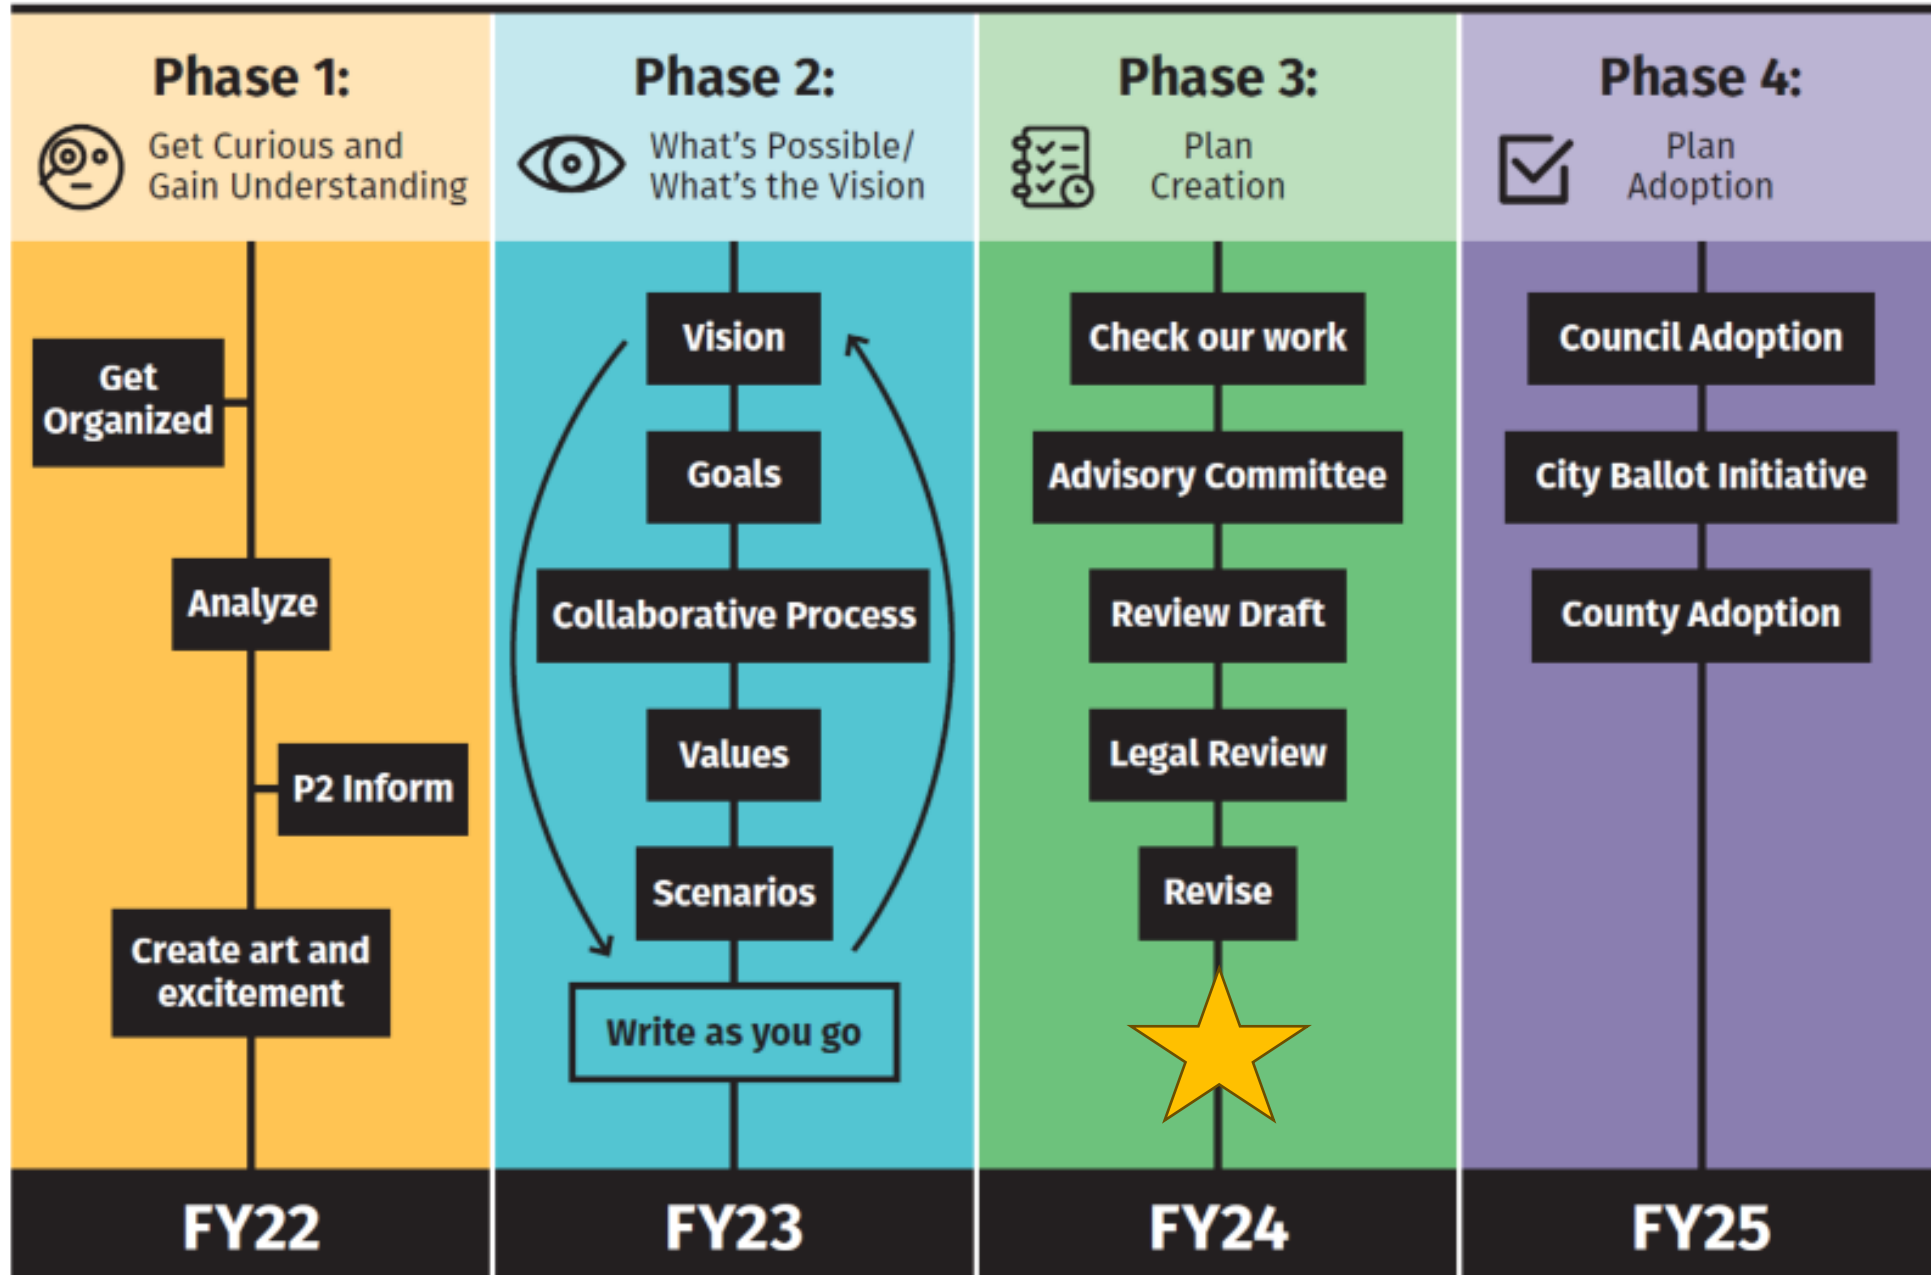 Phase 1:
Get Curious and
Gain Understanding
Get
Organized
Analyze
P2 Inform
Create art and
excitement
FY22
Phase 2:
What's Possible/
What's the Vision
Vision
Goals
Collaborative Process
Values
Scenarios
Write as you go
FY23
Phase 3:
Plan
Creation
Check our work
Advisory Committee
Review Draft
Legal Review
Revise
FY24
Phase 4:
Plan
Adoption
Council Adoption
City Ballot Initiative
County Adoption
FY25